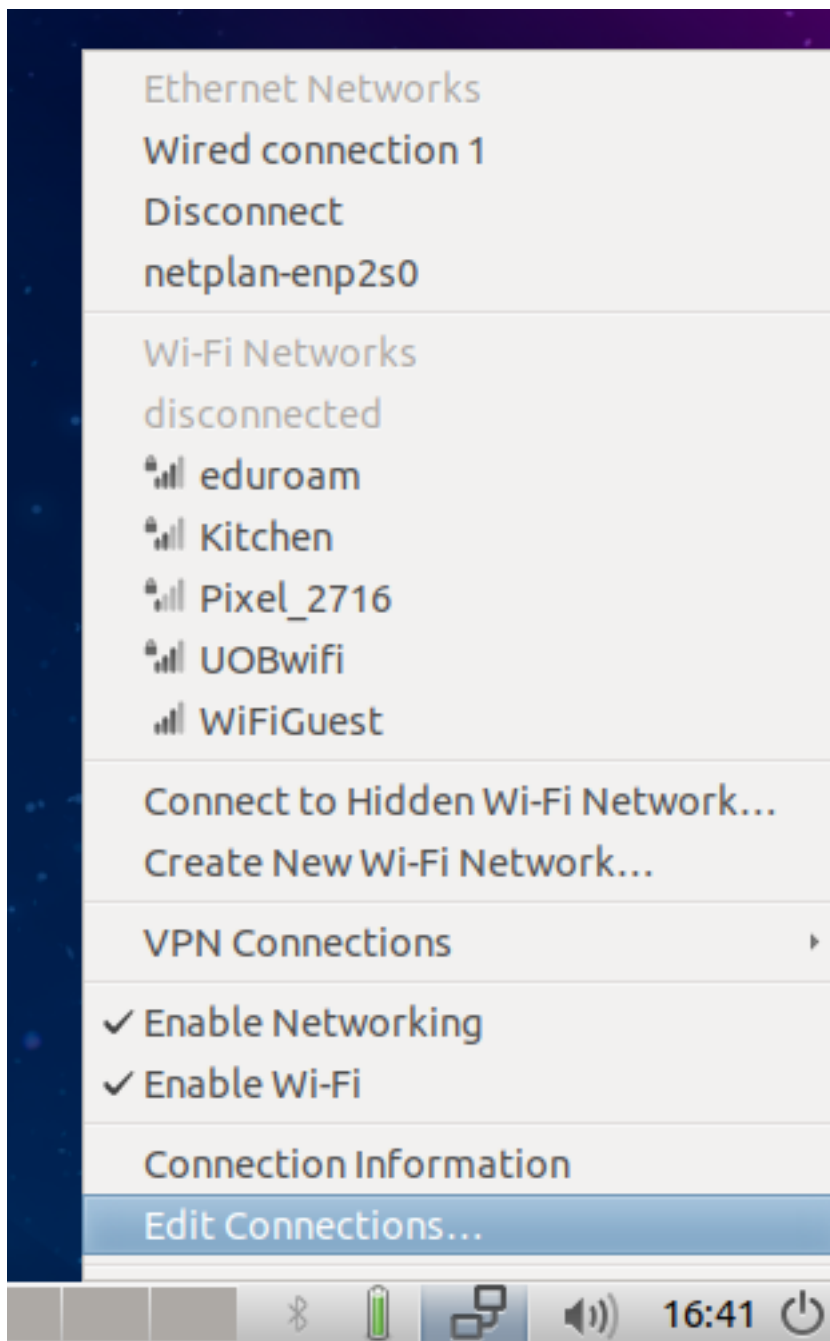 Ethernet Networks
Wired connection 1
Disconnect
netplan-enp2s0
Wi-Fi Networks
disconnected
eduroam
Kitchen
Pixel_2716
UOBwifi
WiFiGuest
Connect to Hidden Wi-Fi Network...
Create New Wi-Fi Network...
VPN Connections
Enable Networking
Enable Wi-Fi
Connection Information
Edit Connections...
16:41